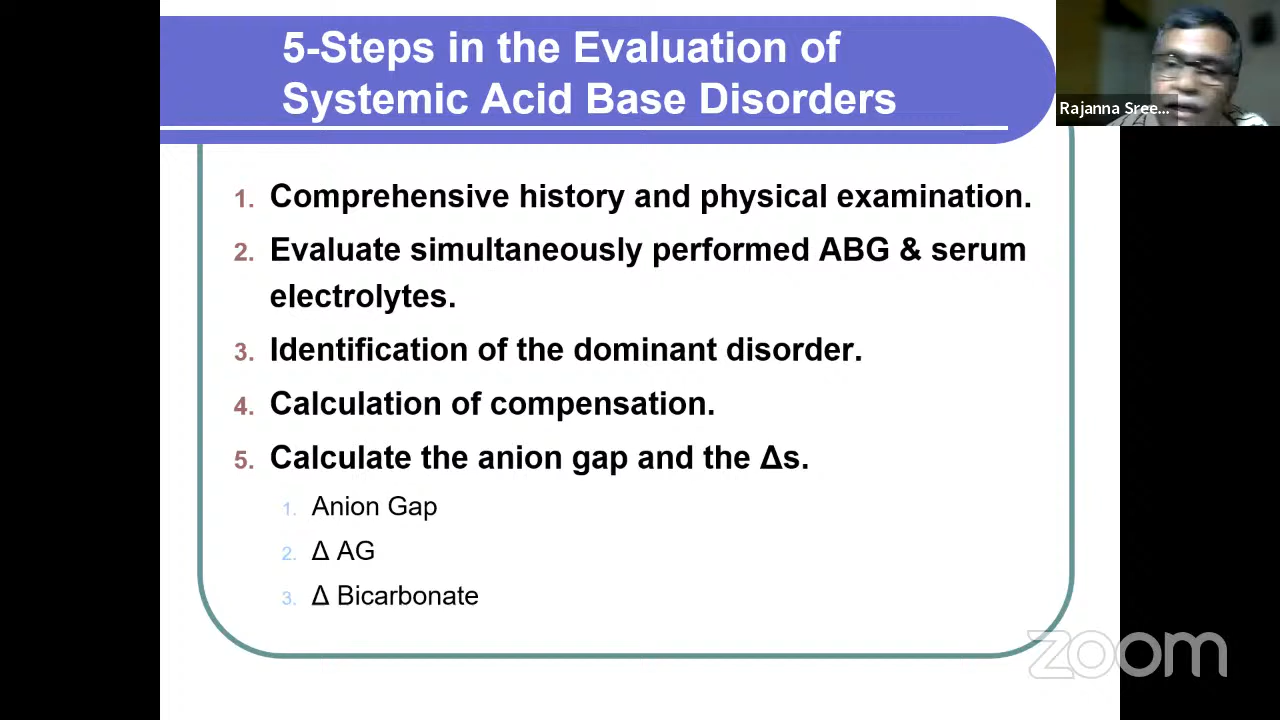 5-Steps in the Evaluation of
Systemic Acid Base Disorders
Rajanna Sree...
1. Comprehensive history and physical examination.
2. Evaluate simultaneously performed ABG & serum
electrolytes.
3. Identification of the dominant disorder.
4. Calculation of compensation.
5. Calculate the anion gap and the Δs.
1. Anion Gap
2. Δ AG
3. Δ Bicarbonate
zoom